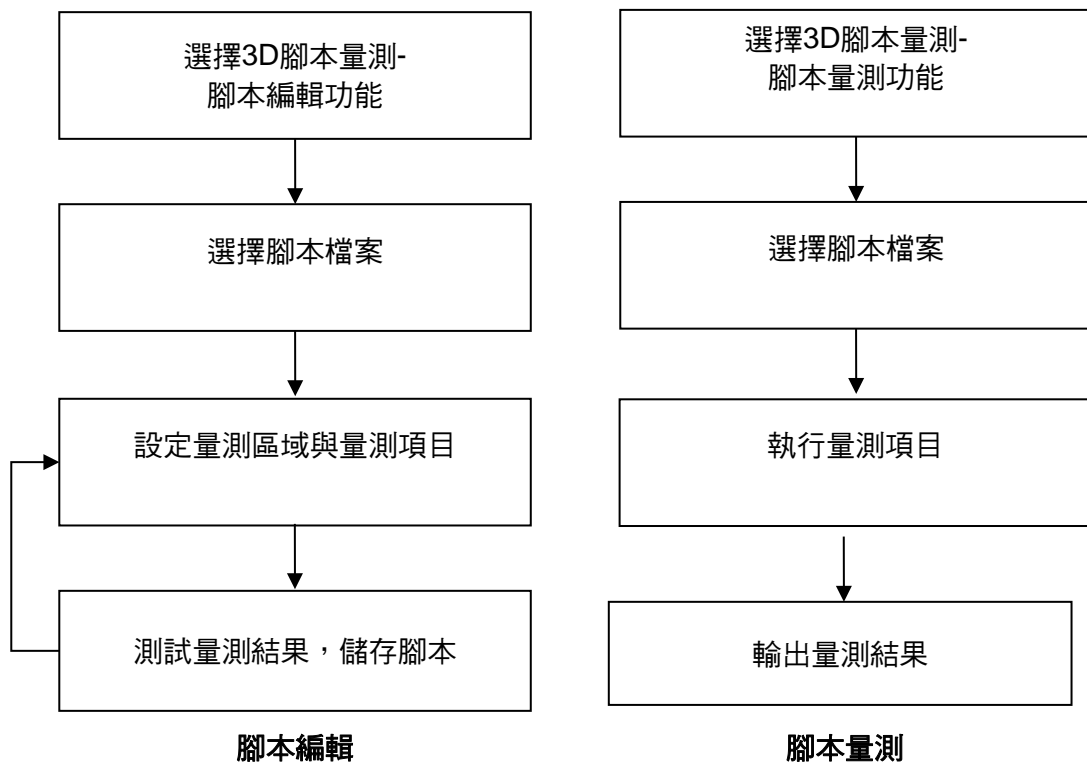 選擇3D腳本量測-
腳本編輯功能
選擇腳本檔案
設定量測區域與量測項目
測試量測結果，儲存腳本
腳本編輯
選擇3D腳本量測-
腳本量測功能
選擇腳本檔案
執行量測項目
輸出量測結果
腳本量測